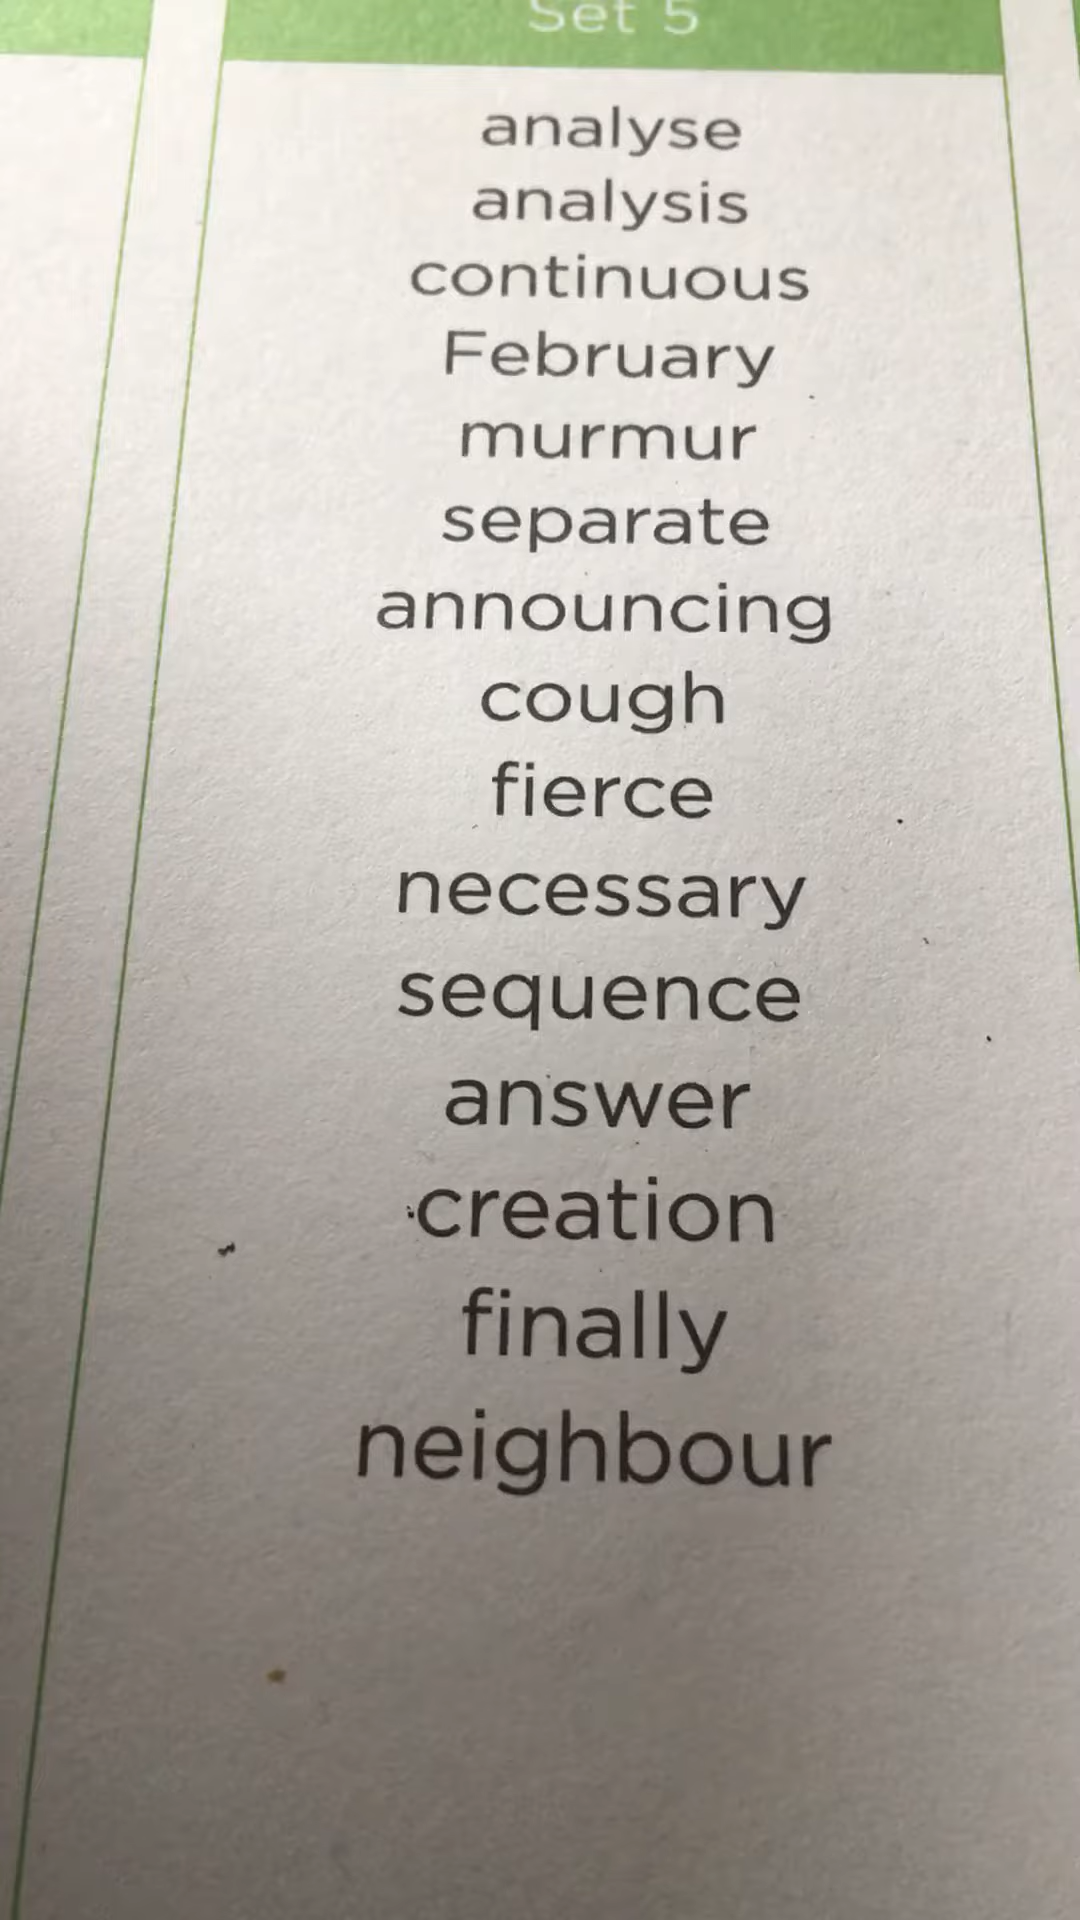 Set 5
analyse
analysis
continuous
February
murmur
separate
announcing
cough
fierce
necessary
sequence
answer
creation
finally
neighbour